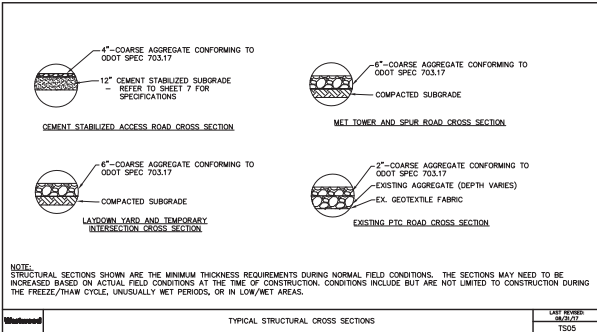 4"-COARSE AGGREGATE CONFORMING TO
ODOT SPEC 703.17
12" CEMENT STABILIZED SUBGRADE
- REFER TO SHEET 7 FOR
SPECIFICATIONS
CEMENT STABILIZED ACCESS ROAD CROSS SECTION
6"-COARSE AGGREGATE CONFORMING TO
ODOT SPEC 703.17
COMPACTED SUBGRADE
MET TOWER AND SPUR ROAD CROSS SECTION
6"-COARSE AGGREGATE CONFORMING TO
ODOT SPEC 703.17
COMPACTED SUBGRADE
LAYDOWN YARD AND TEMPORARY
INTERSECTION CROSS SECTION
2"-COARSE AGGREGATE CONFORMING TO
ODOT SPEC 703.17
EXISTING AGGREGATE (DEPTH VARIES)
EX. GEOTEXTILE FABRIC
EXISTING PTC ROAD CROSS SECTION
NOTE:
STRUCTURAL SECTIONS SHOWN ARE THE MINIMUM THICKNESS REQUIREMENTS DURING NORMAL FIELD CONDITIONS. THE SECTIONS MAY NEED TO BE
INCREASED BASED ON ACTUAL FIELD CONDITIONS AT THE TIME OF CONSTRUCTION. CONDITIONS INCLUDE BUT ARE NOT LIMITED TO CONSTRUCTION DURING
THE FREEZE/THAW CYCLE, UNUSUALLY WET PERIODS, OR IN LOW/WET AREAS.
Westwood
TYPICAL STRUCTURAL CROSS SECTIONS
LAST REVISED:
08/31/17
TS05